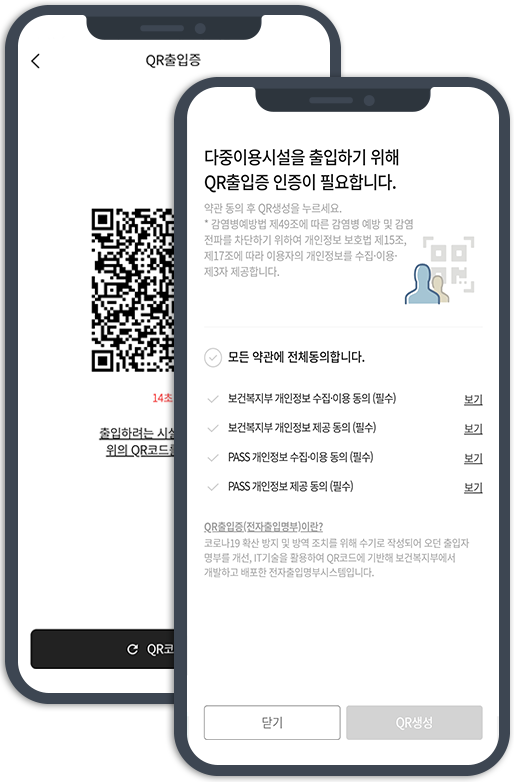 QR출입증
14초
출입하려는 시설
위의 QR코드를
QR코
다중이용시설을 출입하기 위해
QR출입증 인증이 필요합니다.
약관 동의 후 QR생성을 누르세요.
* 감염병예방법 제49조에 따른 감염병 예방 및 감염
전파를 차단하기 위하여 개인정보 보호법 제15조,
제17조에 따라 이용자의 개인정보를 수집·이용·
제3자 제공합니다.
모든 약관에 전체동의합니다.
보건복지부 개인정보 수집·이용 동의 (필수) 보기
보건복지부 개인정보 제공 동의 (필수) 보기
PASS 개인정보 수집·이용 동의 (필수) 보기
PASS 개인정보 제공 동의 (필수) 보기
QR출입증(전자출입명부)이란?
코로나19 확산 방지 및 방역 조치를 위해 수기로 작성되어 오던 출입자
명부를 개선, IT기술을 활용하여 QR코드에 기반해 보건복지부에서
개발하고 배포한 전자출입명부시스템입니다.
닫기 QR생성